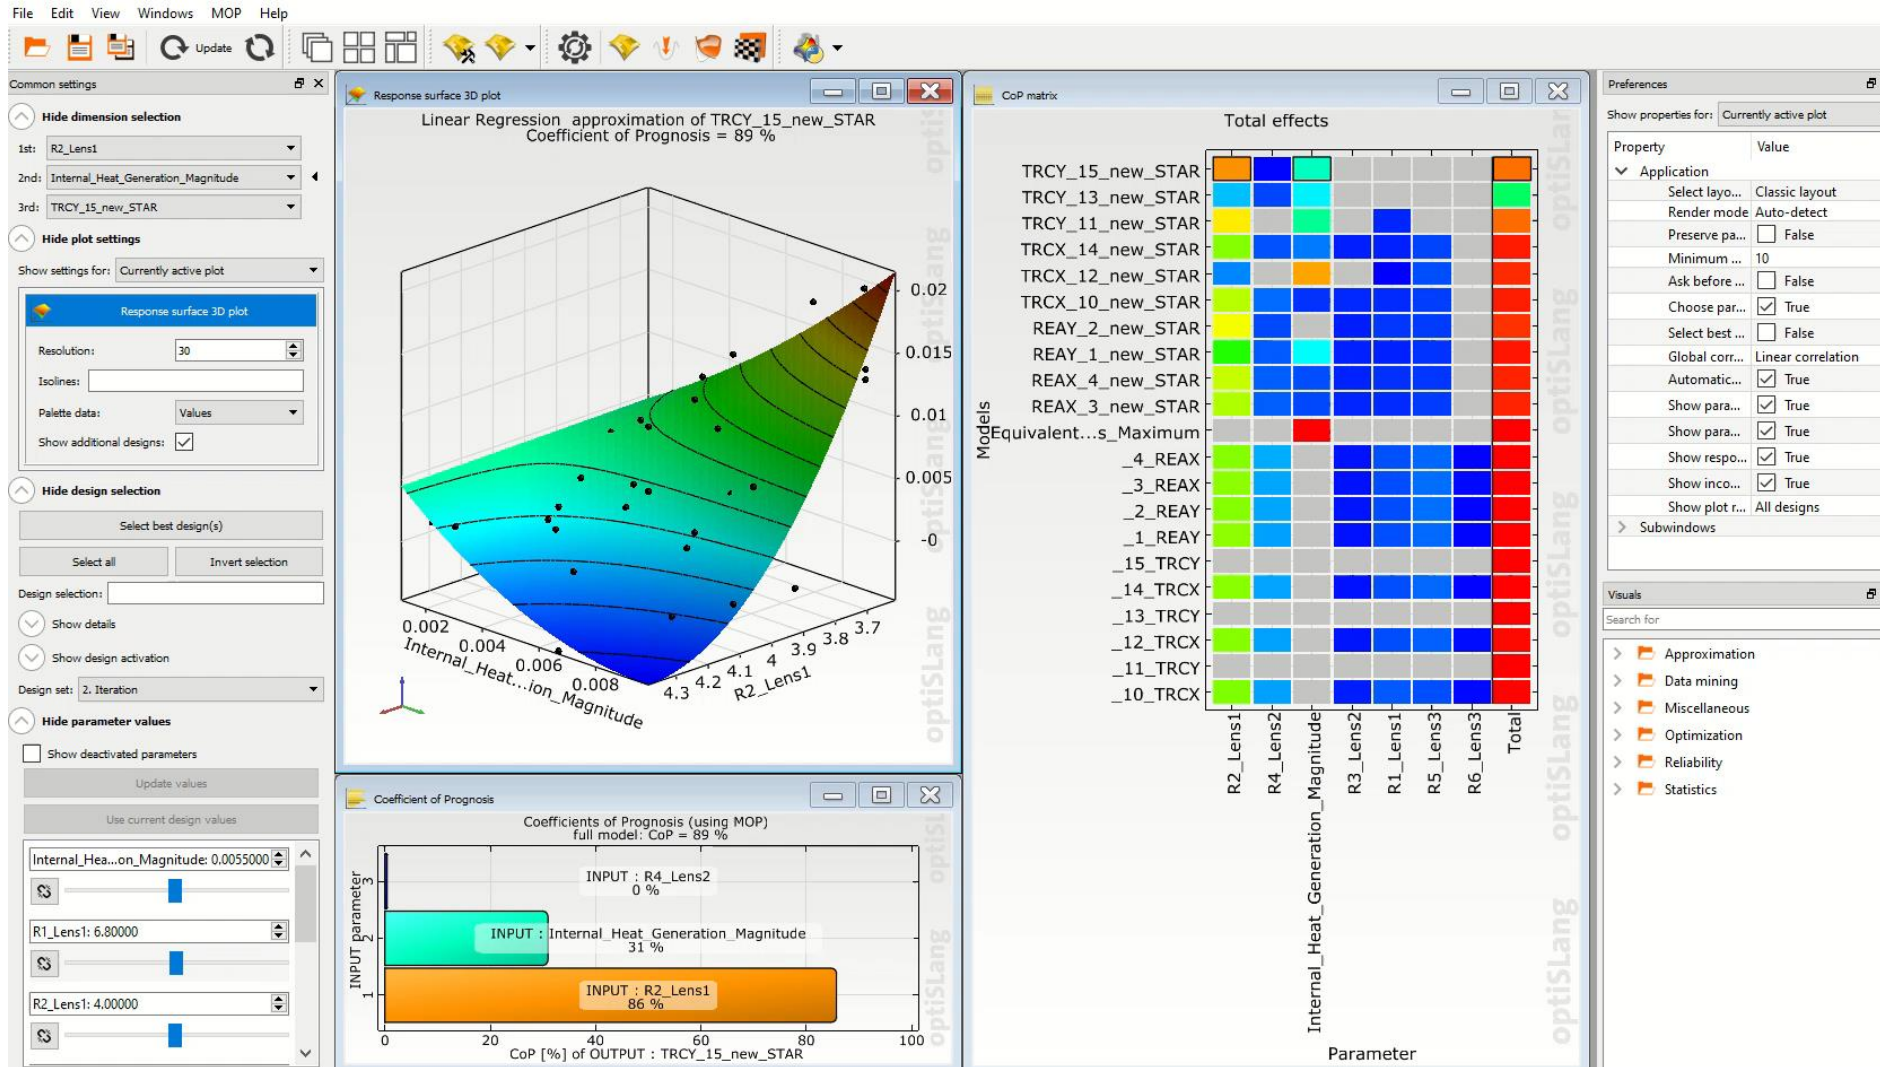 File Edit View Windows MOP Help
Update
Common settings
Hide dimension selection
1st: R2_Lens1
2nd: Internal_Heat_Generation_Magnitude
3rd: TRCY_15_new_STAR
Hide plot settings
Show settings for: Currently active plot
Response surface 3D plot
Resolution: 30
Isolines:
Palette data: Values
Show additional designs:
Hide design selection
Select best design(s)
Select all Invert selection
Design selection:
Show details
Show design activation
Design set: 2. Iteration
Hide parameter values
Show deactivated parameters
Update values
Use current design values
Internal_Hea...on_Magnitude: 0.0055000
R1_Lens1: 6.80000
R2_Lens1: 4.00000
Response surface 3D plot
Linear Regression approximation of TRCY_15_new_STAR
Coefficient of Prognosis = 89 %
0.02
0.015
0.01
0.005
-0
0.002
0.004
0.006
0.008
Internal_Heat...ion_Magnitude
4.3 4.2 4.1 4 3.9 3.8 3.7
R2_Lens1
optiSLang
Coefficient of Prognosis
Coefficients of Prognosis (using MOP)
full model: CoP = 89 %
INPUT parameter
3
2
1
INPUT : R4_Lens2
0 %
INPUT : Internal_Heat_Generation_Magnitude
31 %
INPUT : R2_Lens1
86 %
0 20 40 60 80 100
CoP [%] of OUTPUT : TRCY_15_new_STAR
optiSLang
CoP matrix
Total effects
Models
TRCY_15_new_STAR
TRCY_13_new_STAR
TRCY_11_new_STAR
TRCX_14_new_STAR
TRCX_12_new_STAR
TRCX_10_new_STAR
REAY_2_new_STAR
REAY_1_new_STAR
REAX_4_new_STAR
REAX_3_new_STAR
Equivalent...s_Maximum
_4_REAX
_3_REAX
_2_REAY
_1_REAY
_15_TRCY
_14_TRCX
_13_TRCY
_12_TRCX
_11_TRCY
_10_TRCX
R2_Lens1
R4_Lens2
Internal_Heat_Generation_Magnitude
R3_Lens2
R1_Lens1
R5_Lens3
R6_Lens3
Total
Parameter
optiSLang
Preferences
Show properties for: Currently active plot
Property Value
Application
Select layo... Classic layout
Render mode Auto-detect
Preserve pa... False
Minimum ... 10
Ask before ... False
Choose par... True
Select best ... False
Global corr... Linear correlation
Automatic... True
Show para... True
Show para... True
Show respo... True
Show inco... True
Show plot r... All designs
Subwindows
Visuals
Search for
Approximation
Data mining
Miscellaneous
Optimization
Reliability
Statistics